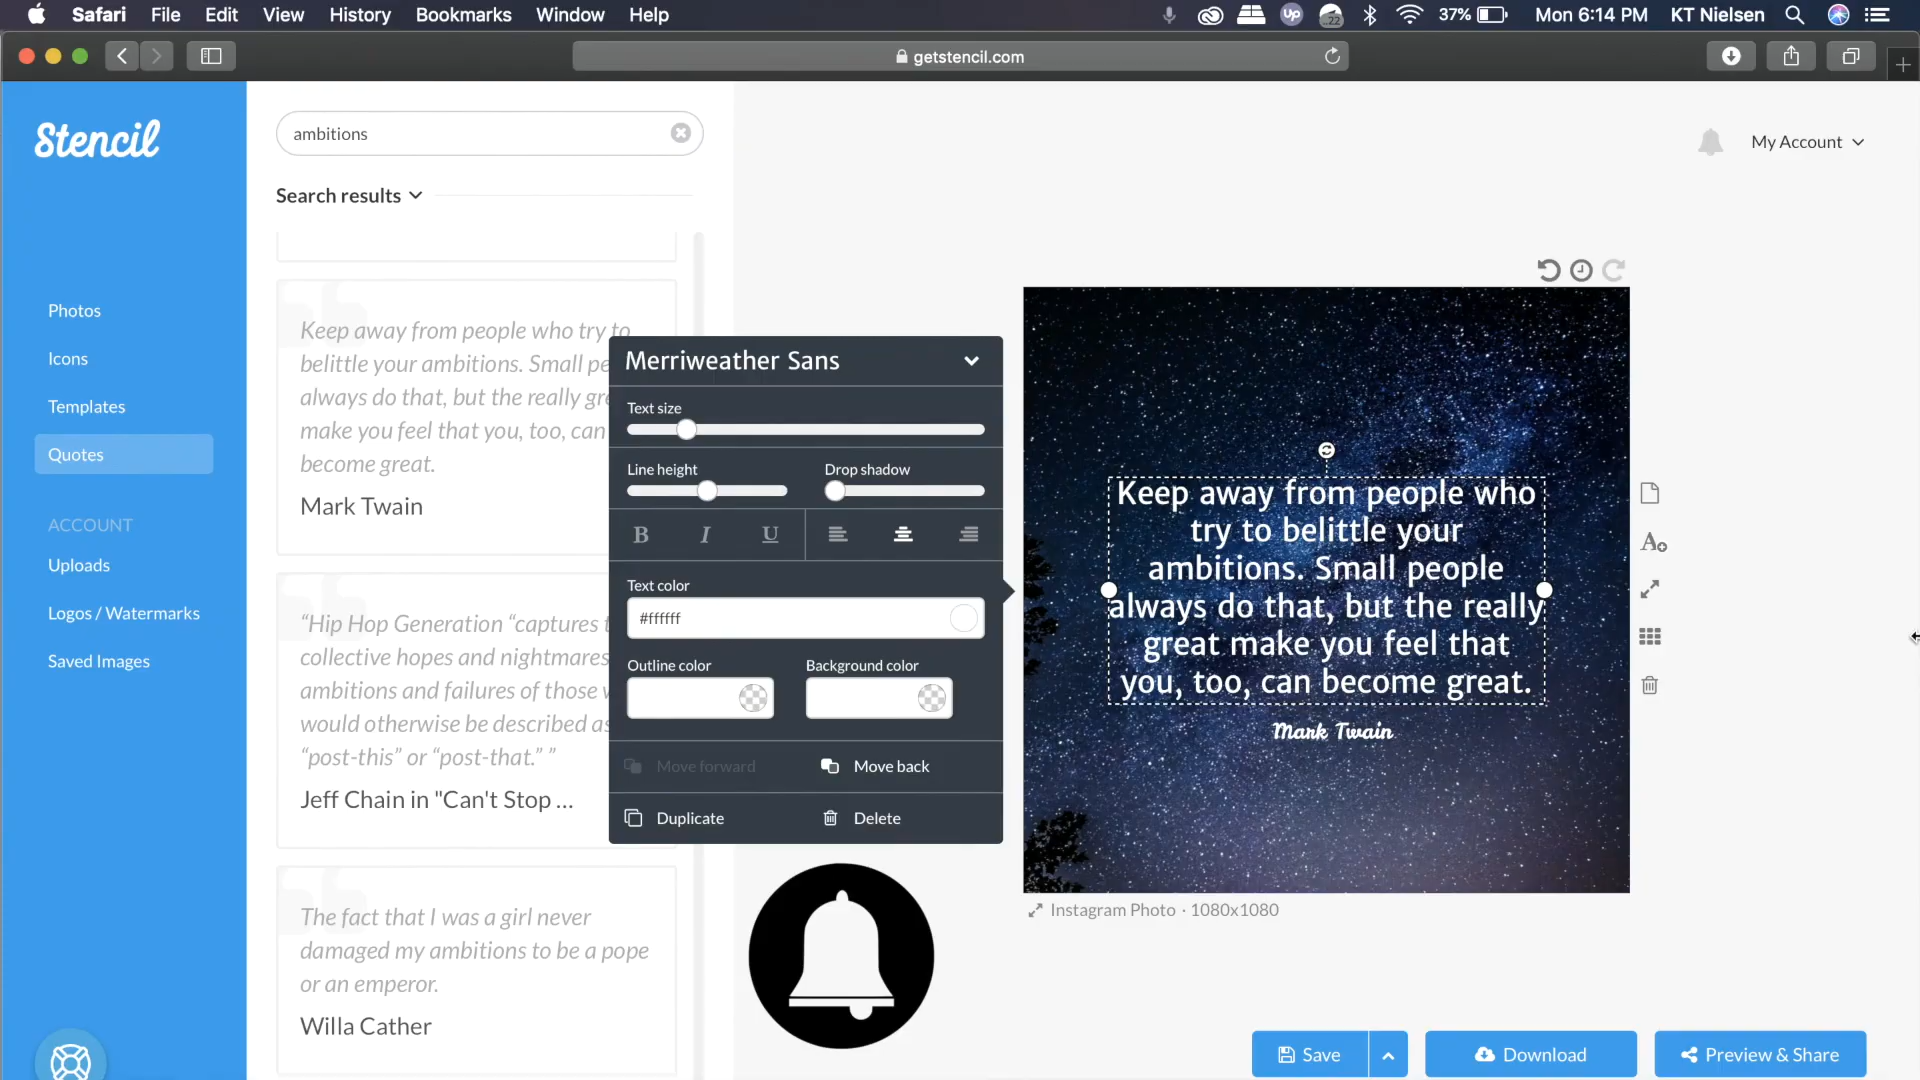 Safari File Edit View History Bookmarks Window Help
Up
22
37%
Mon 6:14 PM
KT Nielsen
getstencil.com
Stencil
ambitions
My Account
Search results
Photos
Icons
Templates
Quotes
ACCOUNT
Uploads
Logos / Watermarks
Saved Images
Keep away from people who try to
belittle your ambitions. Small pe
always do that, but the really gre
make you feel that you, too, can
become great.
Mark Twain
“Hip Hop Generation “captures t
collective hopes and nightmares
ambitions and failures of those w
would otherwise be described as
“post-this” or “post-that.” ”
Jeff Chain in "Can't Stop ...
The fact that I was a girl never
damaged my ambitions to be a pope
or an emperor.
Willa Cather
Merriweather Sans
Text size
Line height
Drop shadow
B I U
Text color
#ffffff
Outline color
Background color
Move forward
Move back
Duplicate
Delete
Keep away from people who
try to belittle your
ambitions. Small people
always do that, but the really
great make you feel that
you, too, can become great.
Mark Twain
A
Instagram Photo · 1080x1080
Save
Download
Preview & Share